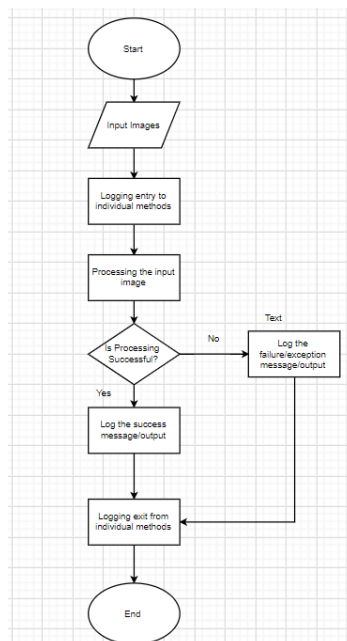 Start
Input Images
Logging entry to
individual methods
Processing the input
image
Is Processing
Successful?
No
Text
Log the
failure/exception
message/output
Yes
Log the success
message/output
Logging exit from
individual methods
End